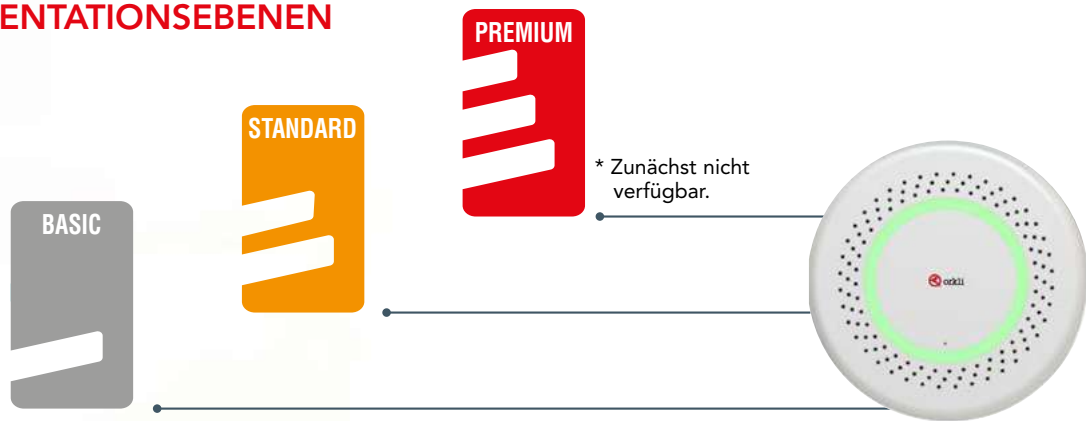 ENTATIONSEBENEN
PREMIUM
STANDARD
* Zunächst nicht
verfügbar.
BASIC
orkli